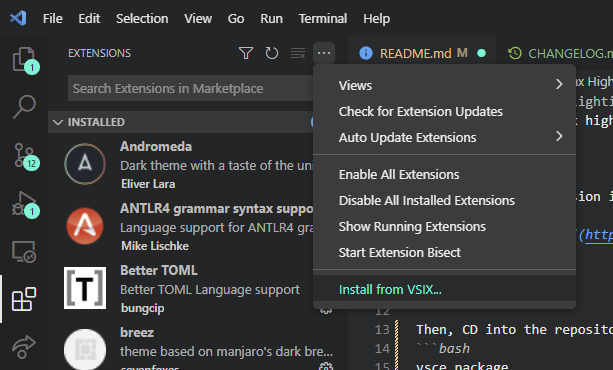 File Edit Selection View Go Run Terminal Help
EXTENSIONS
README.md M
CHANGELOG.m
1
Search Extensions in Marketplace
Views
Check for Extension Updates
Auto Update Extensions
Enable All Extensions
Disable All Installed Extensions
Show Running Extensions
Start Extension Bisect
Install from VSIX...
INSTALLED
12
1
Andromeda
Dark theme with a taste of the uni
Eliver Lara
ANTLR4 grammar syntax suppo
Language support for ANTLR4 gra
Mike Lischke
[T]
Better TOML
Better TOML Language support
bungcip
breez
theme based on manjaro's dark bre...
sevenfoxes
High
lighti
high
ion i
(http
12
13 Then, CD into the reposito
14 ```bash
15 vsce package